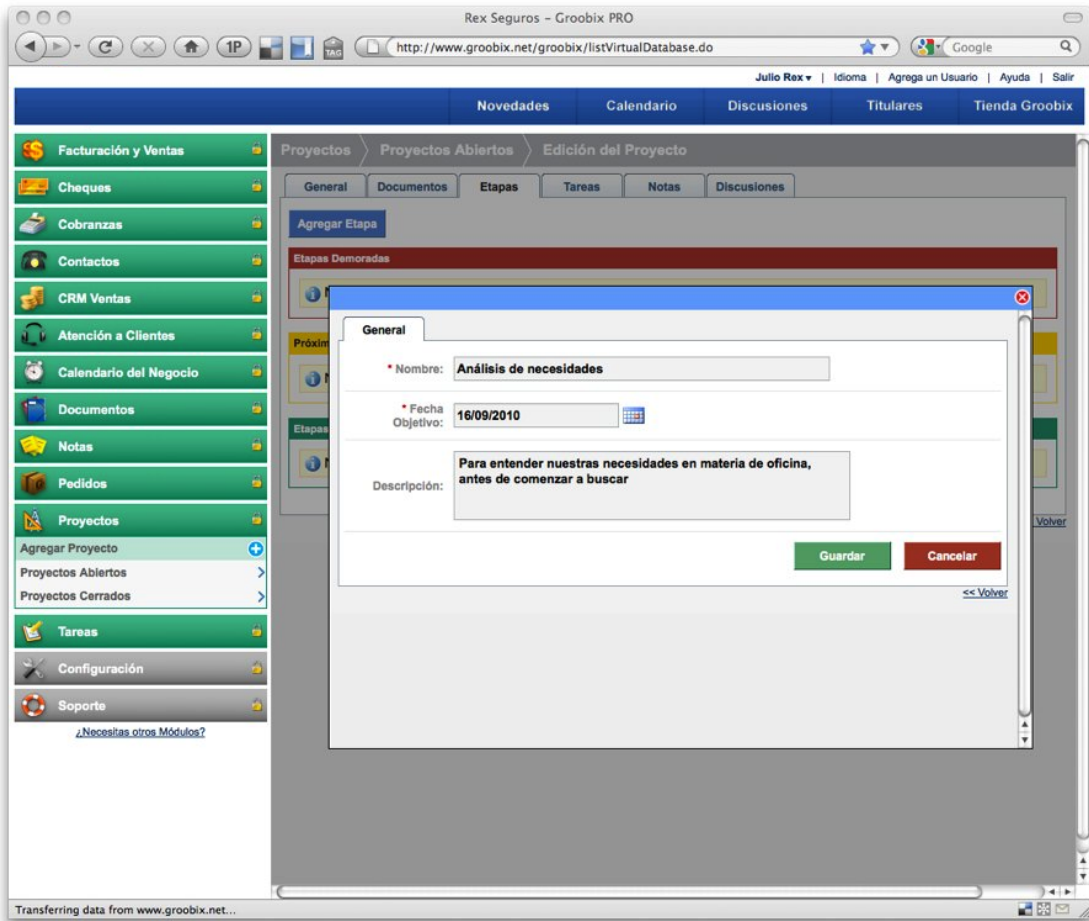 Rex Seguros – Groobix PRO
1P
TAG
http://www.groobix.net/groobix/listVirtualDatabase.do
Google
Julio Rex ▾ | Idioma | Agrega un Usuario | Ayuda | Salir
Novedades Calendario Discusiones Titulares Tienda Groobix
Facturación y Ventas
Cheques
Cobranzas
Contactos
CRM Ventas
Atención a Clientes
Calendario del Negocio
Documentos
Notas
Pedidos
Proyectos
Agregar Proyecto
Proyectos Abiertos
Proyectos Cerrados
Tareas
Configuración
Soporte
¿Necesitas otros Módulos?
Proyectos Proyectos Abiertos Edición del Proyecto
General Documentos Etapas Tareas Notas Discusiones
Agregar Etapa
Etapas Demoradas
Etapas
Volver
General
* Nombre: Análisis de necesidades
* Fecha
Objetivo: 16/09/2010
Descripción: Para entender nuestras necesidades en materia de oficina,
antes de comenzar a buscar
Guardar Cancelar
<< Volver
Transferring data from www.groobix.net...